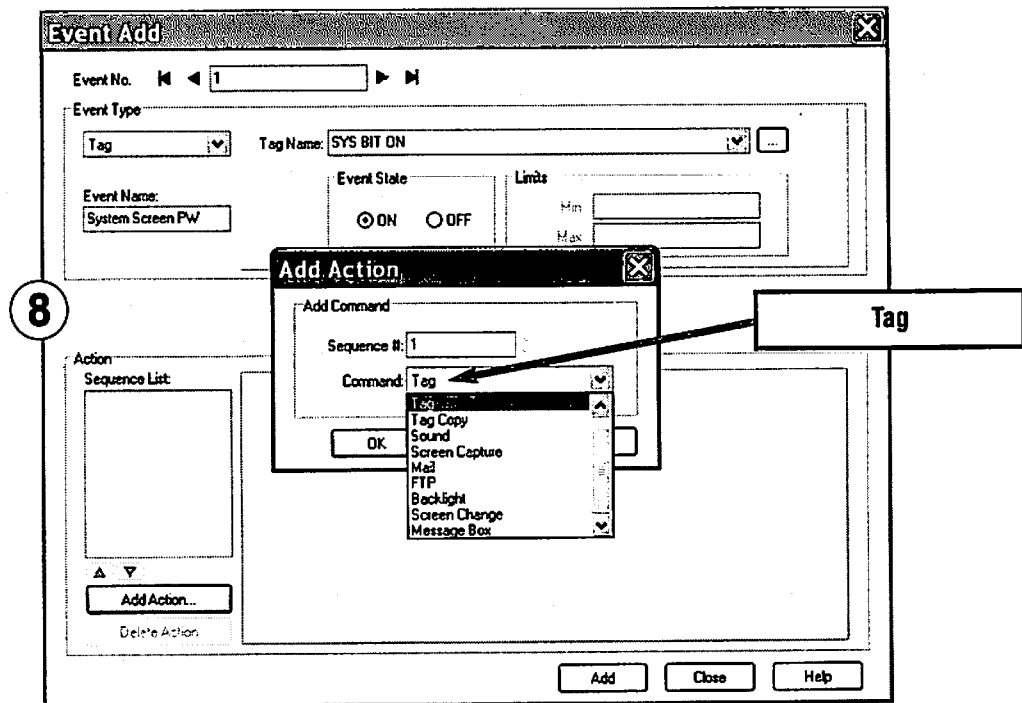 Event Add
Event No. 1
Event Type
Tag
Tag Name: SYS BIT ON
...
Event Name:
System Screen PW
Event State
ON OFF
Limits
Min
Max
8
Add Action
Add Command
Sequence #: 1
Command: Tag
Tag
Tag Copy
Sound
Screen Capture
Mail
FTP
Backlight
Screen Change
Message Box
OK
Tag
Action
Sequence List:
Add Action...
Delete Action
Add Close Help